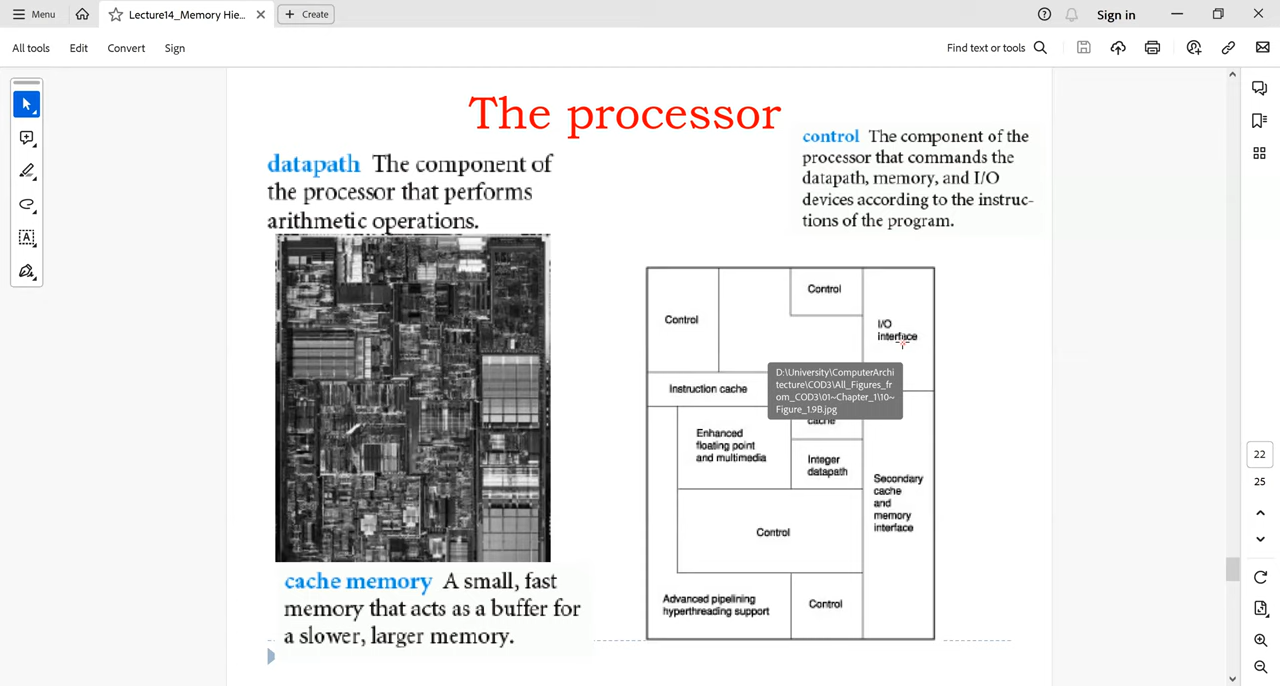 Menu
Lecture14_Memory Hie...
Create
Sign in
All tools
Edit
Convert
Sign
Find text or tools
The processor
datapath The component of
the processor that performs
arithmetic operations.
control The component of the
processor that commands the
datapath, memory, and I/O
devices according to the instruc-
tions of the program.
Control
Control
I/O
interface
Instruction cache
D:\University\ComputerArchi
tecture\COD3\All_Figures_fr
om_COD3\01~Chapter_1\10~
Figure_1.9B.jpg
cache
Enhanced
floating point
and multimedia
Integer
datapath
Secondary
cache
and
memory
interface
Control
Advanced pipelining
hyperthreading support
Control
cache memory A small, fast
memory that acts as a buffer for
a slower, larger memory.
22
25